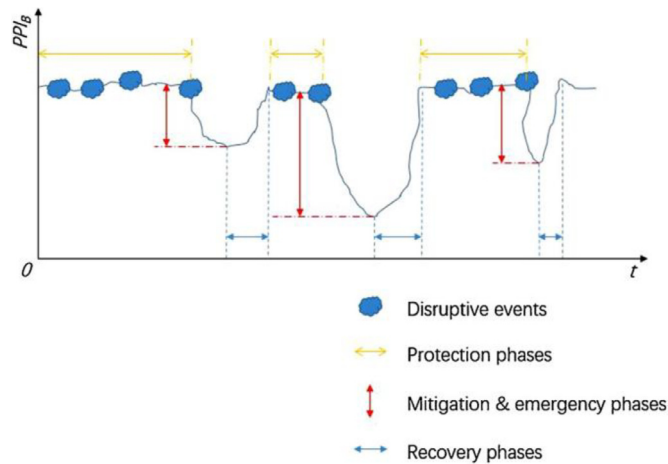 PPI_B
0
t
Disruptive events
Protection phases
Mitigation & emergency phases
Recovery phases